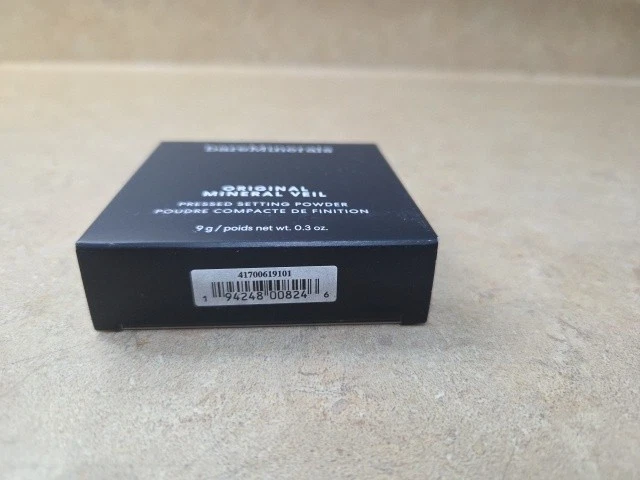 bareMinerals
ORIGINAL
MINERAL VEIL
PRESSED SETTING POWDER
POUDRE COMPACTE DE FINITION
9 g / poids net wt. 0.3 oz.
41700619101
1 94248 00824 6